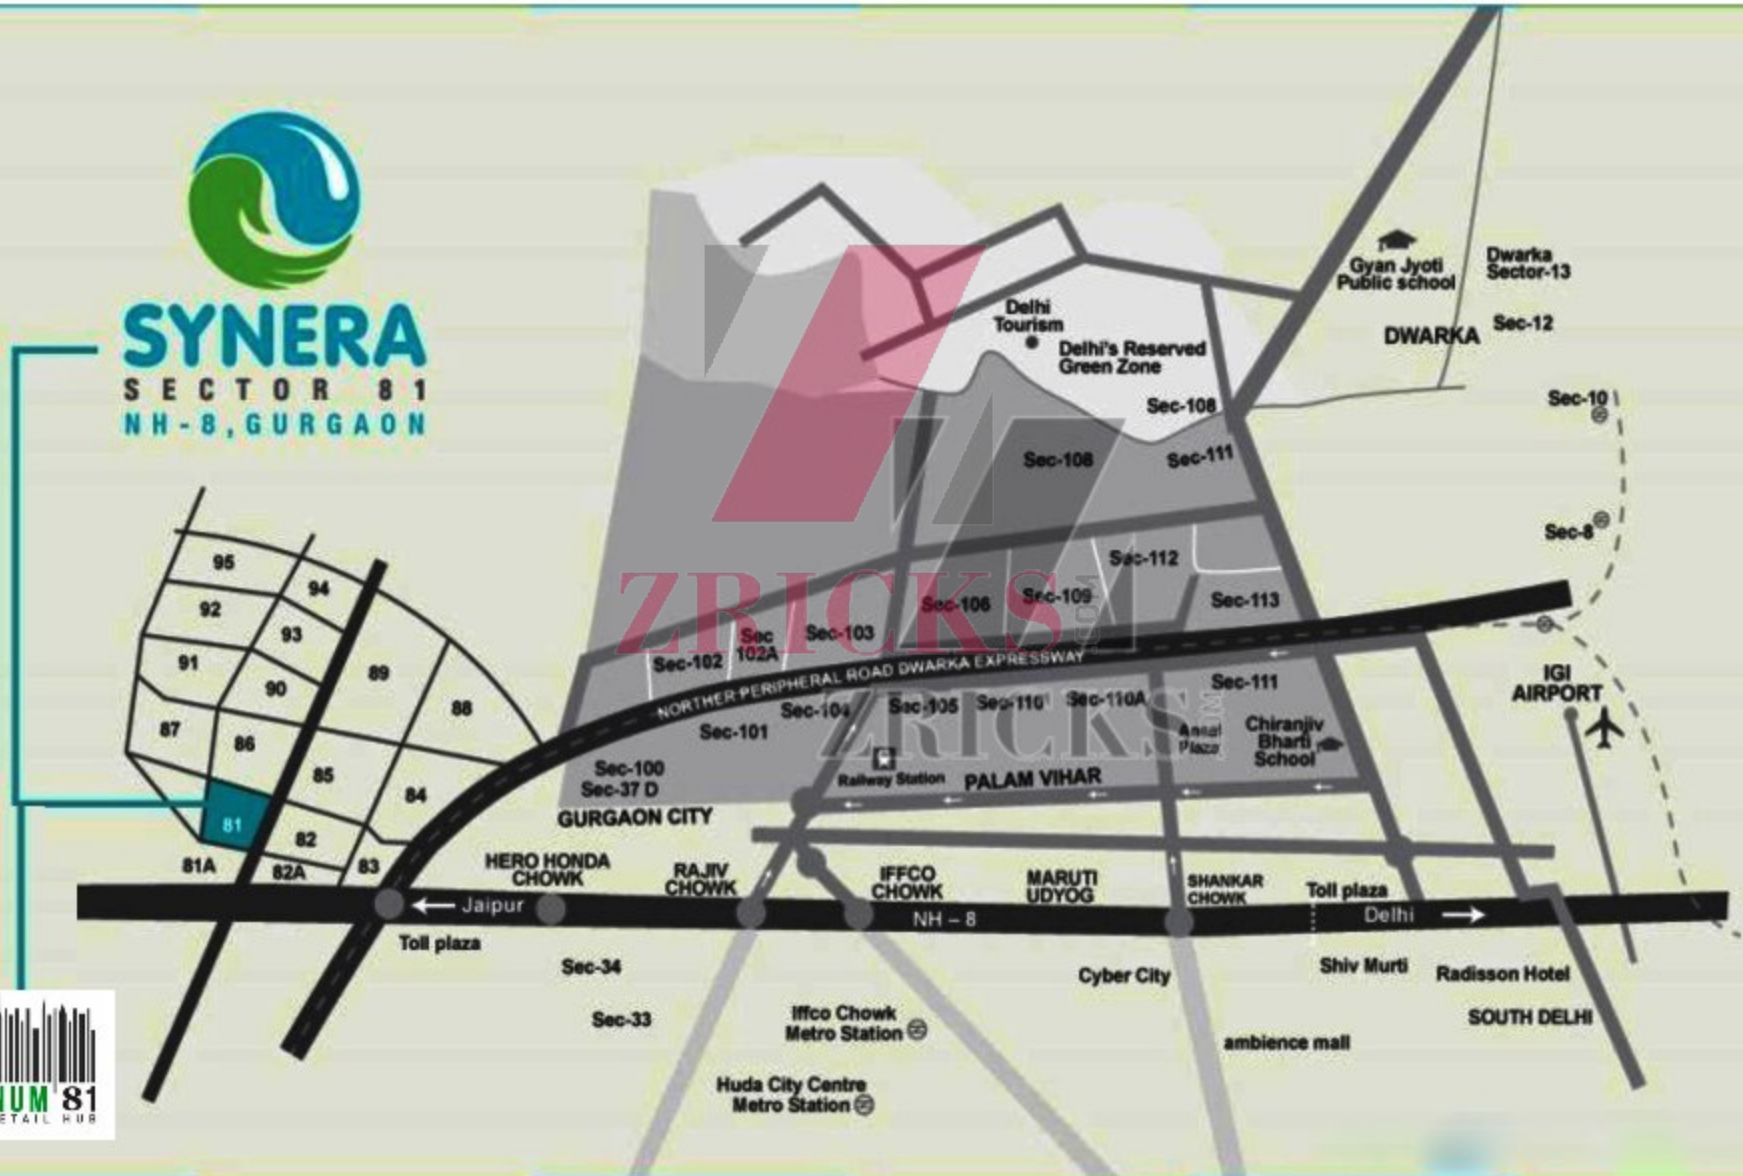 SYNERA
SECTOR 81
NH-8, GURGAON
Gyan Jyoti
Public school
Dwarka
Sector-13
Sec-12
DWARKA
Delhi
Tourism
Delhi's Reserved
Green Zone
Sec-108
Sec-10
Sec-108
Sec-111
Sec-8
Sec-112
Sec-106
Sec-109
Sec-113
Sec-102
Sec
102A
Sec-103
ZRICKS
.COM
NORTHER PERIPHERAL ROAD DWARKA EXPRESSWAY
Sec-101
Sec-104
Sec-105
Sec-110
Sec-110A
Sec-111
ZRICKS
Ansal
Plaza
Chiranjiv
Bharti
School
IGI
AIRPORT
Sec-100
Sec-37 D
Railway Station
PALAM VIHAR
GURGAON CITY
95
94
92
93
91
90
89
88
87
86
85
84
81
82
81A
82A
83
HERO HONDA
CHOWK
RAJIV
CHOWK
IFFCO
CHOWK
MARUTI
UDYOG
SHANKAR
CHOWK
Toll plaza
Jaipur
NH – 8
Delhi
Toll plaza
Sec-34
Cyber City
Shiv Murti
Radisson Hotel
Sec-33
Iffco Chowk
Metro Station
SOUTH DELHI
ambience mall
Huda City Centre
Metro Station
NUM 81
ETAIL HUB